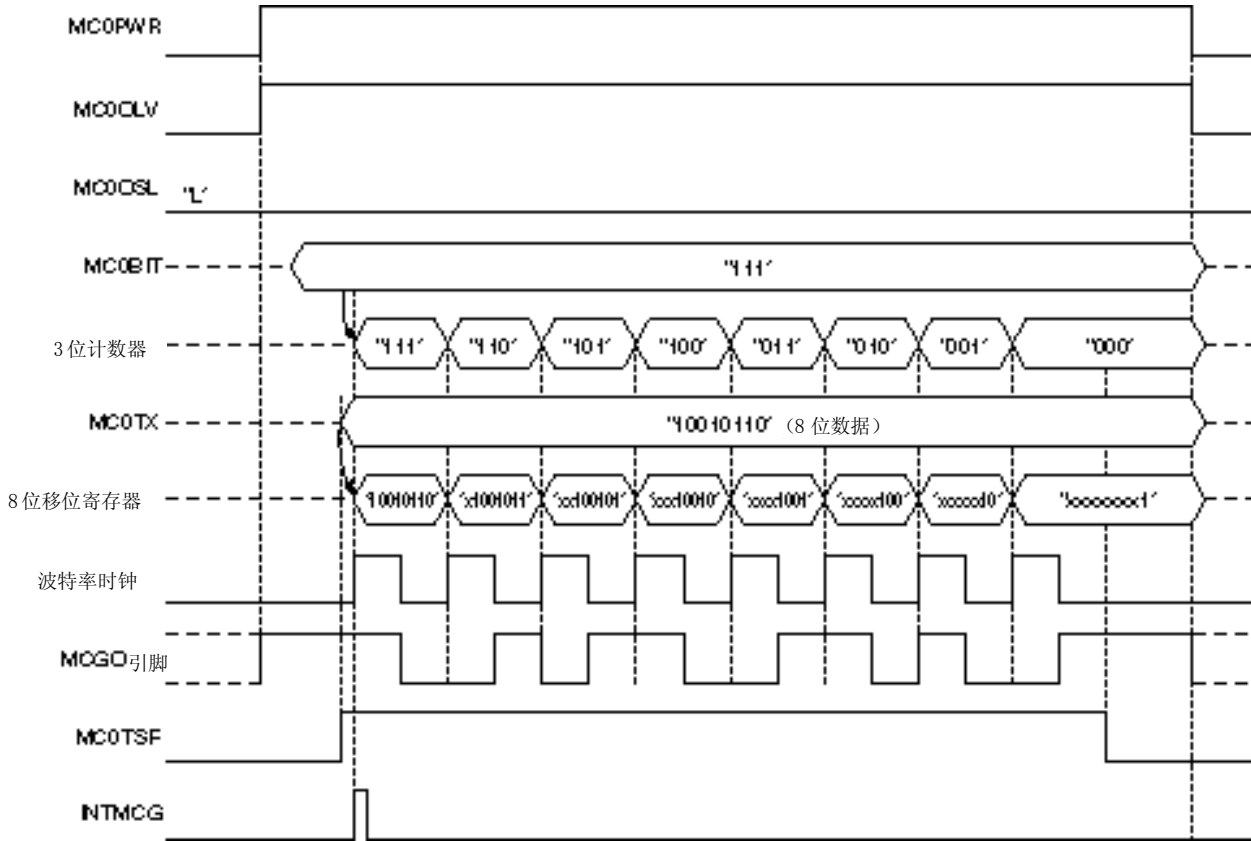 MC0PWR
MC0OLV
MC0OSL "L"
MC0BIT "111"
3位计数器 "111" "110" "101" "100" "011" "010" "001" "000"
MC0TX "10010110"（8 位数据）
8位移位寄存器 "10010110" "x1001011" "xx100101" "xxx10010" "xxxx1001" "xxxxx100" "xxxxxx10" "xxxxxxx1"
波特率时钟
MCGO引脚
MC0TSF
INTMCG